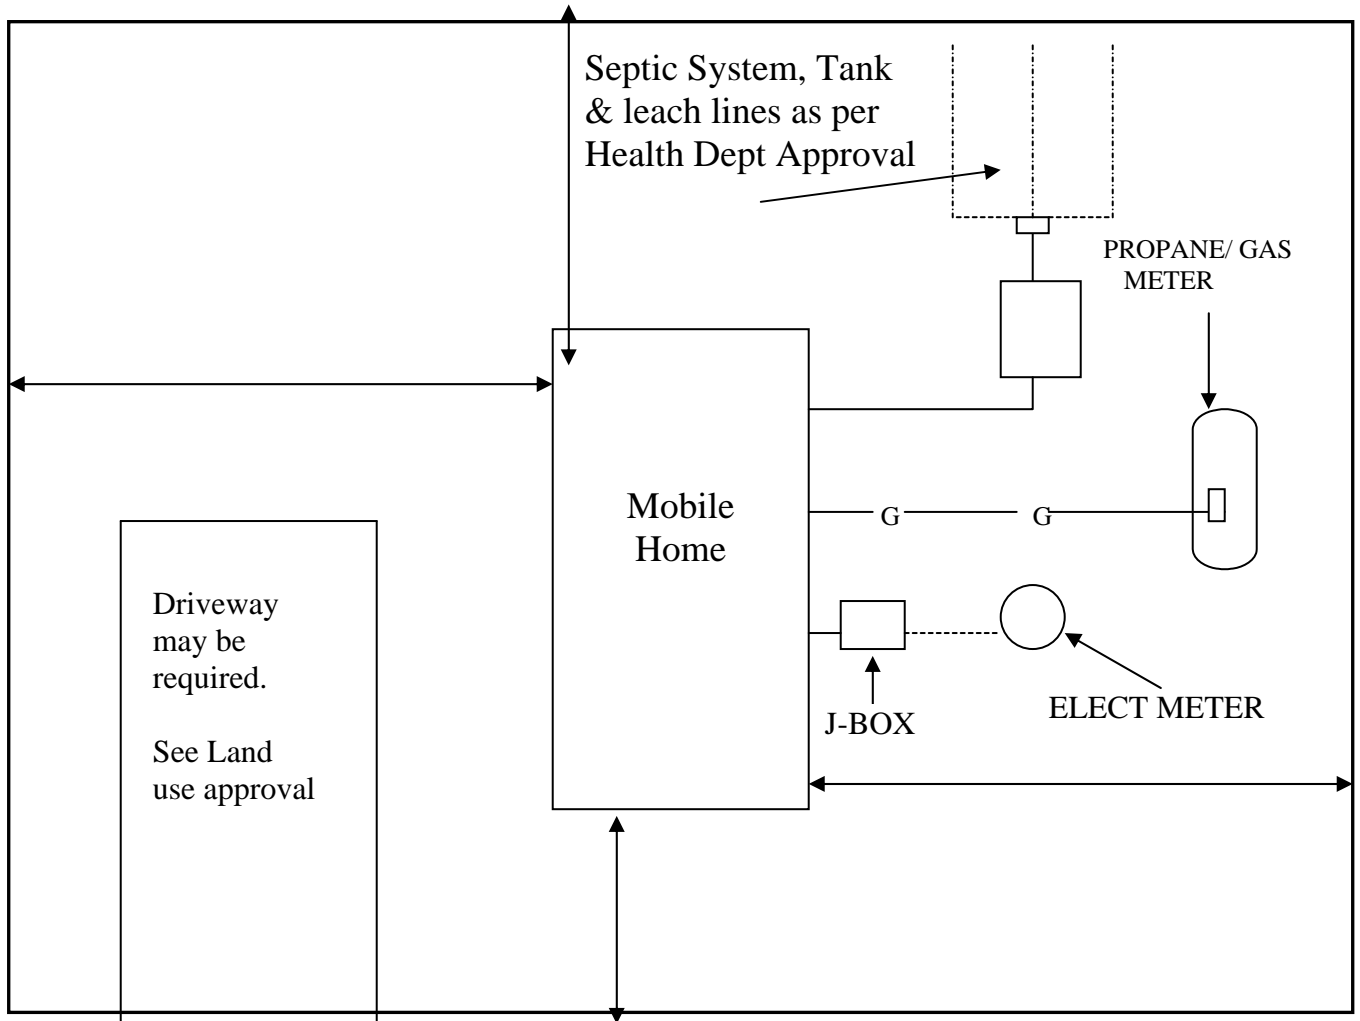 Septic System, Tank
& leach lines as per
Health Dept Approval
PROPANE/ GAS
METER
Mobile
Home
G G
Driveway
may be
required.
See Land
use approval
J-BOX
ELECT METER